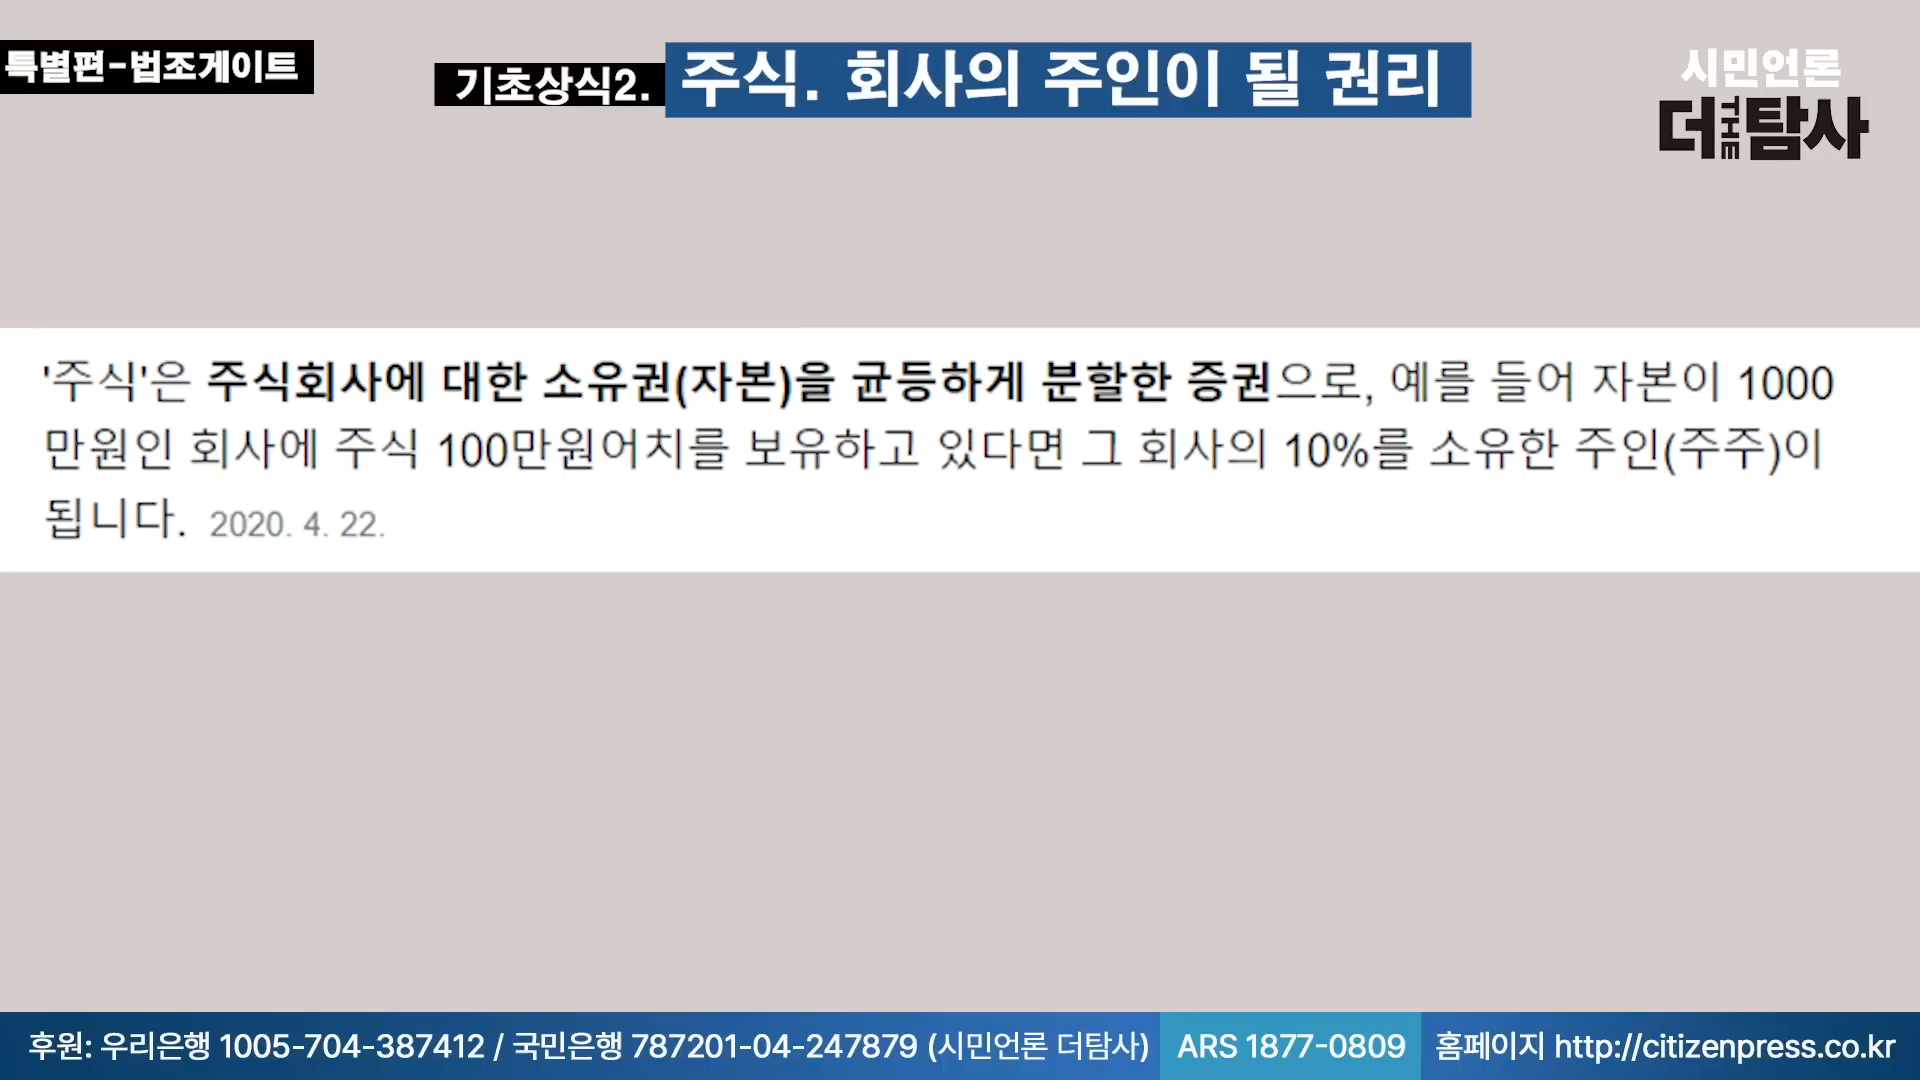 특별편-법조게이트
기초상식2. 주식. 회사의 주인이 될 권리
시민언론
더THE탐사
'주식'은 주식회사에 대한 소유권(자본)을 균등하게 분할한 증권으로, 예를 들어 자본이 1000
만원인 회사에 주식 100만원어치를 보유하고 있다면 그 회사의 10%를 소유한 주인(주주)이
됩니다. 2020. 4. 22.
후원: 우리은행 1005-704-387412 / 국민은행 787201-04-247879 (시민언론 더탐사) ARS 1877-0809 홈페이지 http://citizenpress.co.kr